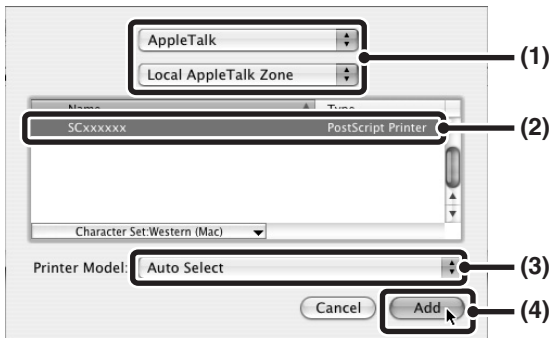 AppleTalk
Local AppleTalk Zone
(1)
Name Type
SCxxxxxx PostScript Printer
(2)
Character Set:Western (Mac)
Printer Model: Auto Select
(3)
Cancel Add
(4)